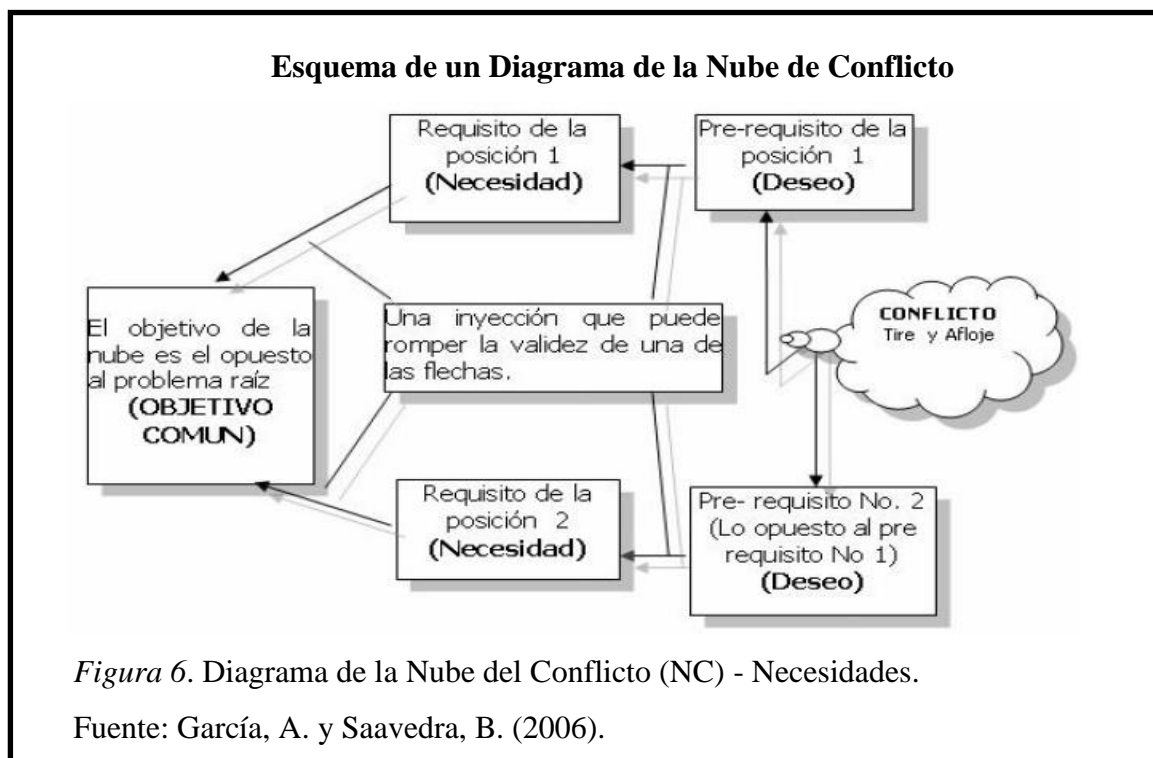 Esquema de un Diagrama de la Nube de Conflicto
Requisito de la
posición 1
(Necesidad)
Pre-requisito de la
posición 1
(Deseo)
El objetivo de la
nube es el opuesto
al problema raíz
(OBJETIVO
COMUN)
Una inyección que puede
romper la validez de una de
las flechas.
CONFLICTO
Tire y Afloje
Requisito de la
posición 2
(Necesidad)
Pre- requisito No. 2
(Lo opuesto al pre
requisito No 1)
(Deseo)
Figura 6. Diagrama de la Nube del Conflicto (NC) - Necesidades.
Fuente: García, A. y Saavedra, B. (2006).